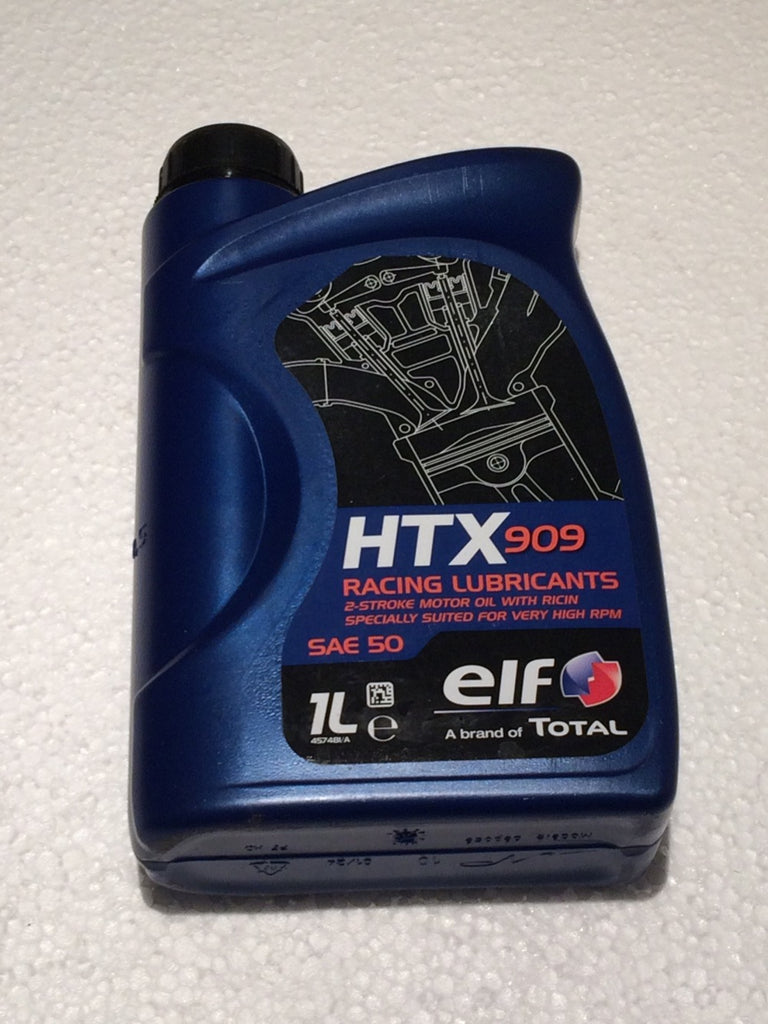 HTX909
RACING LUBRICANTS
2-STROKE MOTOR OIL WITH RICIN
SPECIALLY SUITED FOR VERY HIGH RPM
SAE 50
1L
e
elf
A brand of TOTAL